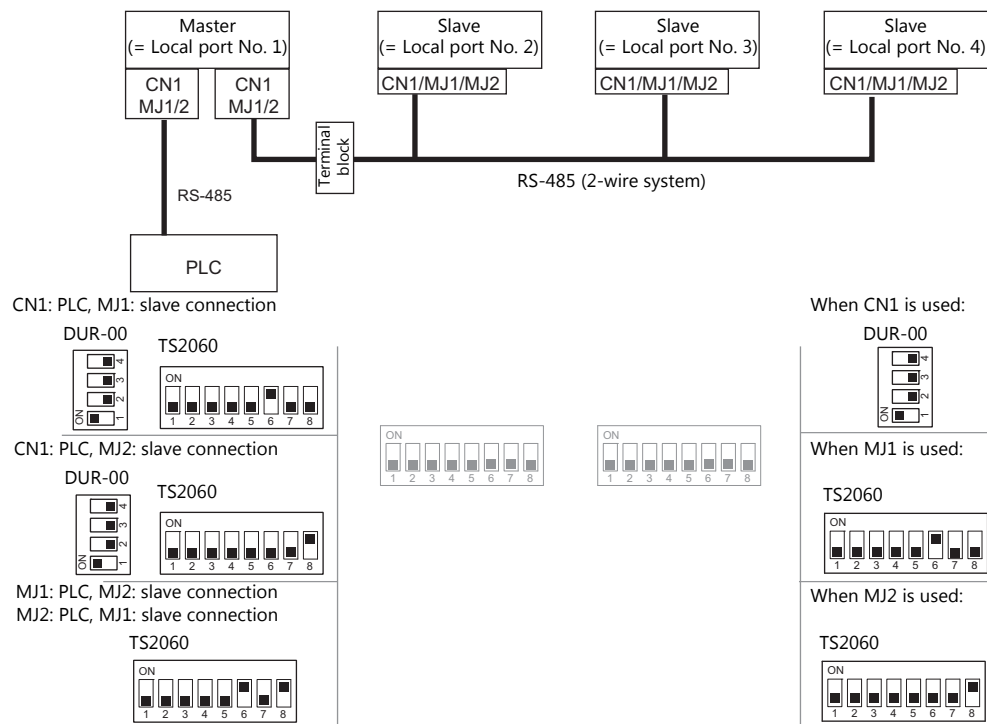 Master
(= Local port No. 1)
Slave
(= Local port No. 2)
Slave
(= Local port No. 3)
Slave
(= Local port No. 4)
CN1
MJ1/2
CN1
MJ1/2
CN1/MJ1/MJ2
CN1/MJ1/MJ2
CN1/MJ1/MJ2
Terminal
block
RS-485 (2-wire system)
RS-485
PLC
CN1: PLC, MJ1: slave connection
DUR-00
ON
1 2 3 4
TS2060
ON
1 2 3 4 5 6 7 8
CN1: PLC, MJ2: slave connection
DUR-00
ON
1 2 3 4
TS2060
ON
1 2 3 4 5 6 7 8
MJ1: PLC, MJ2: slave connection
MJ2: PLC, MJ1: slave connection
TS2060
ON
1 2 3 4 5 6 7 8
ON
1 2 3 4 5 6 7 8
ON
1 2 3 4 5 6 7 8
When CN1 is used:
DUR-00
ON
1 2 3 4
When MJ1 is used:
TS2060
ON
1 2 3 4 5 6 7 8
When MJ2 is used:
TS2060
ON
1 2 3 4 5 6 7 8